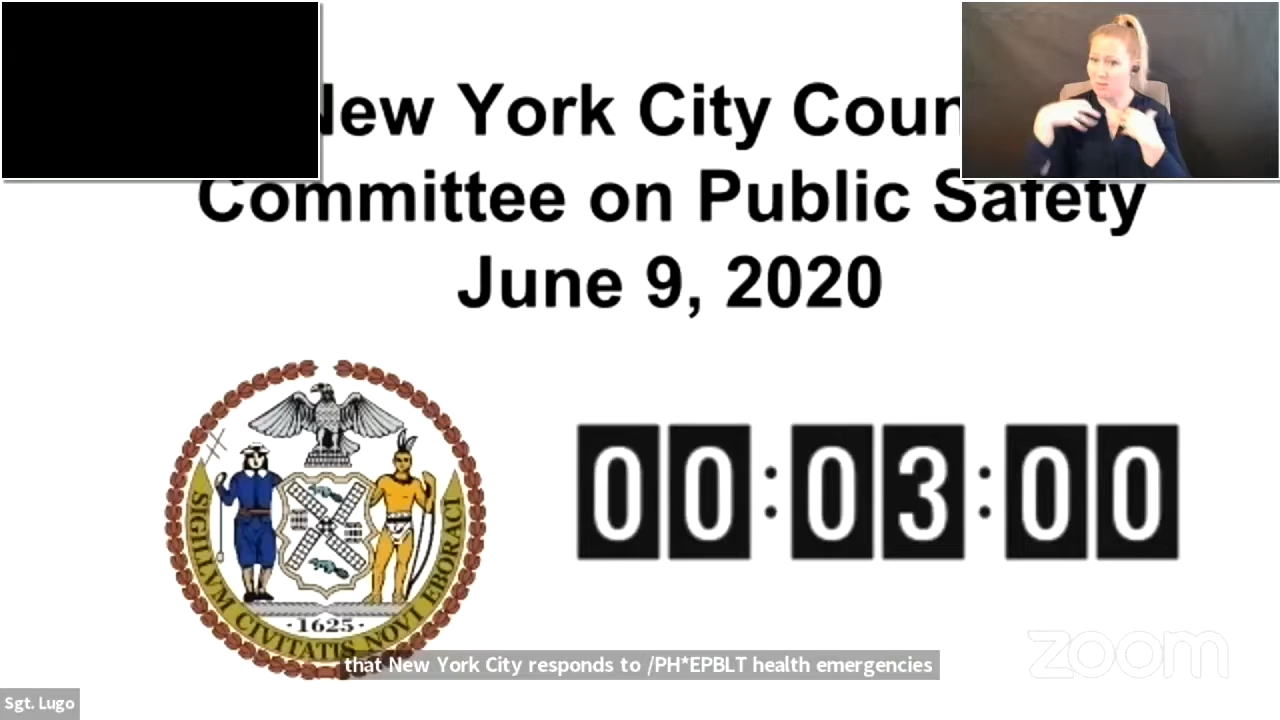 New York City Coun
Committee on Public Safety
June 9, 2020
SIGILLVM CIVITATIS NOVI EBORACI
·1625·
00:03:00
that New York City responds to /PH*EPBLT health emergencies
zoom
Sgt. Lugo